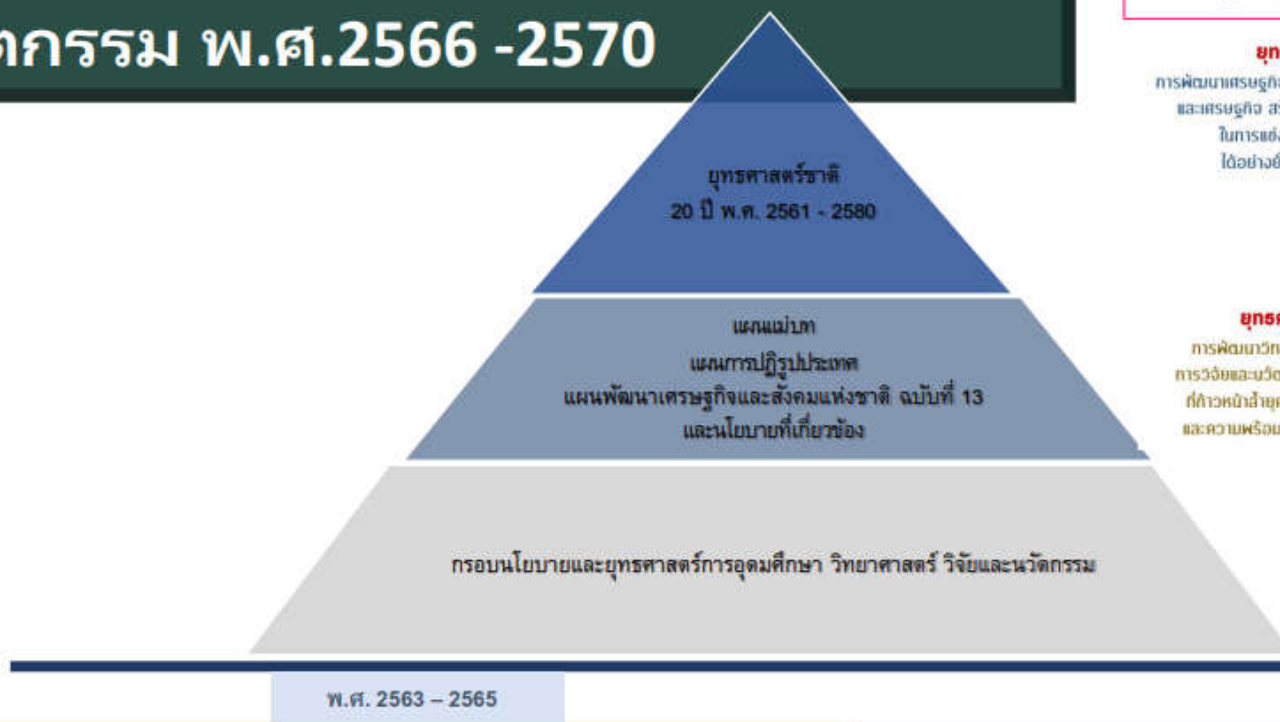 ตกรรม พ.ศ.2566 -2570
ยุทธศาสตร์ชาติ
20 ปี พ.ศ. 2561 - 2580
แผนแม่บท
แผนการปฏิรูปประเทศ
แผนพัฒนาเศรษฐกิจและสังคมแห่งชาติ ฉบับที่ 13
และนโยบายที่เกี่ยวข้อง
กรอบนโยบายและยุทธศาสตร์การอุดมศึกษา วิทยาศาสตร์ วิจัยและนวัตกรรม
พ.ศ. 2563 – 2565
ยุท
การพัฒนาเศรษฐกิจ
และเศรษฐกิจ ส
ในการแข่
ได้อย่าง
ยุทธศ
การพัฒนาวิท
การวิจัยและนวัต
ที่ก้าวหน้าล้ำยุค
และความพร้อม